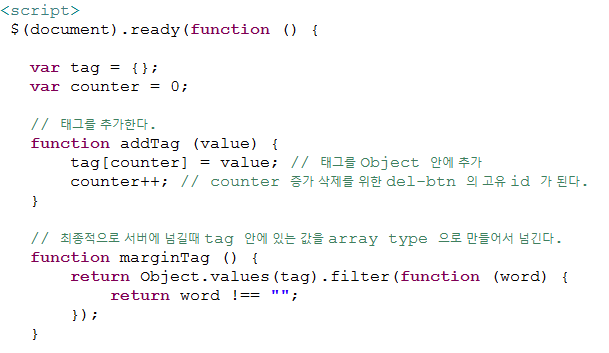 <script>
$(document).ready(function () {
var tag = {};
var counter = 0;
// 태그를 추가한다.
function addTag (value) {
tag[counter] = value; // 태그를 Object 안에 추가
counter++; // counter 증가 삭제를 위한 del-btn 의 고유 id 가 된다.
}
// 최종적으로 서버에 넘길때 tag 안에 있는 값을 array type 으로 만들어서 넘긴다.
function marginTag () {
return Object.values(tag).filter(function (word) {
return word !== "";
});
}